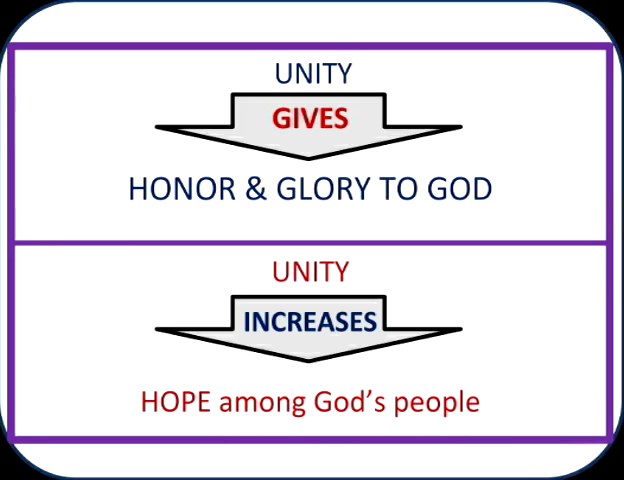 UNITY
GIVES
HONOR & GLORY TO GOD
UNITY
INCREASES
HOPE among God’s people